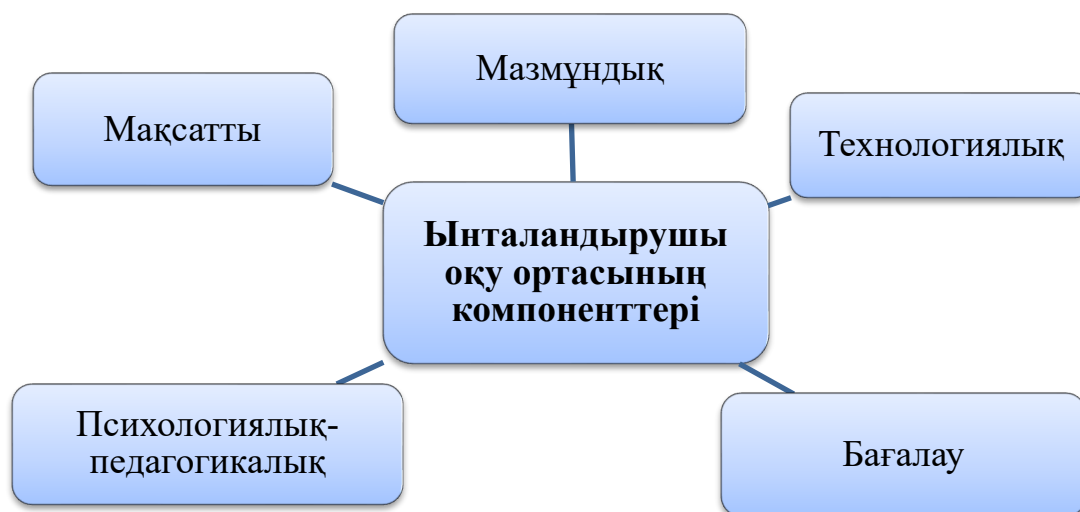 Мазмұндық
Мақсатты
Технологиялық
Ынталандырушы
оқу ортасының
компоненттері
Психологиялық-
педагогикалық
Бағалау